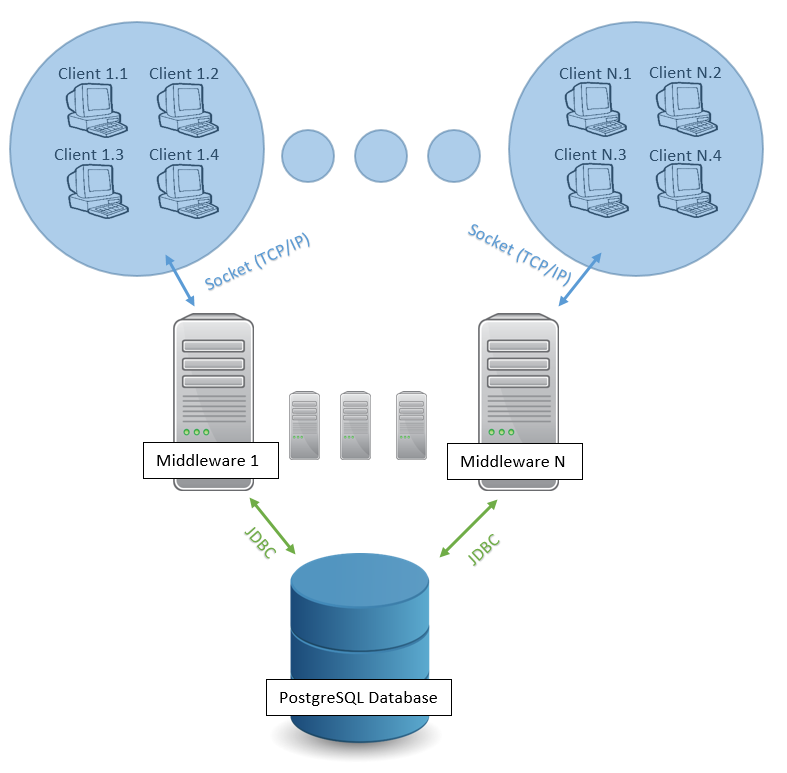 Client 1.1
Client 1.2
Client 1.3
Client 1.4
Client N.1
Client N.2
Client N.3
Client N.4
Socket (TCP/IP)
Socket (TCP/IP)
Middleware 1
Middleware N
JDBC
JDBC
PostgreSQL Database